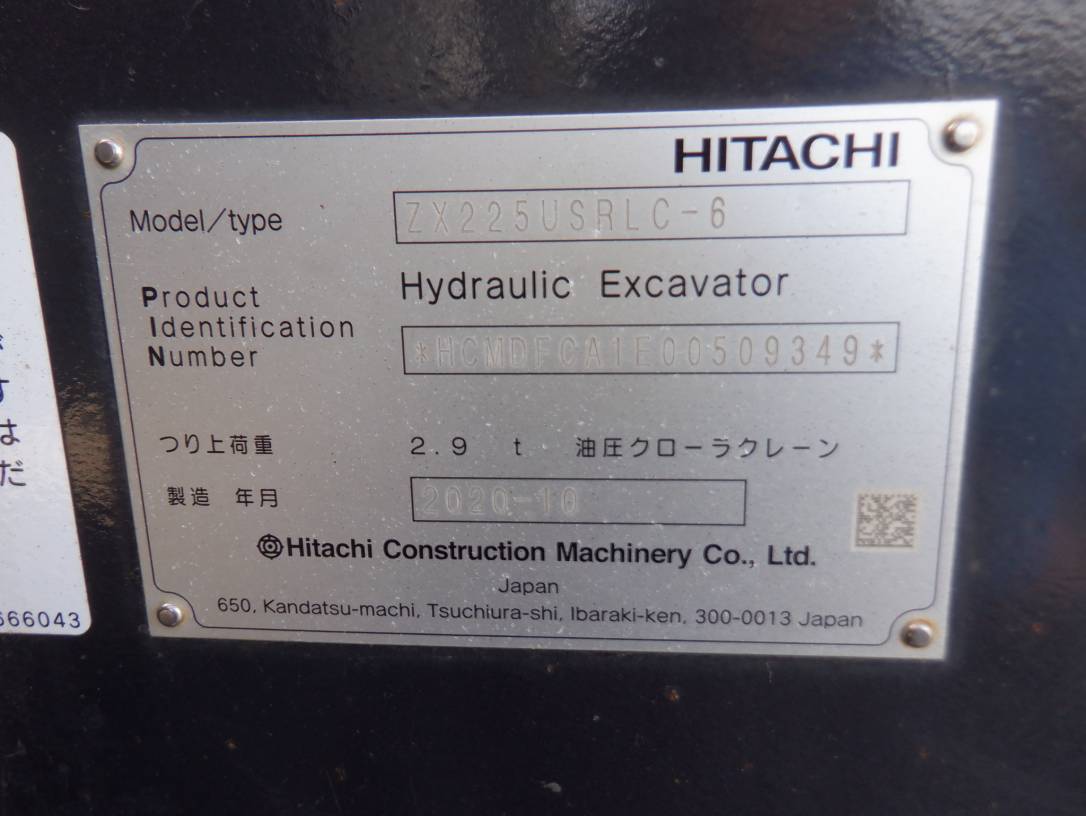 HITACHI
Model/type ZX225USRLC-6
Hydraulic Excavator
Product
Identification
Number *HCMDFCA1E00509349*
つり上荷重 2.9 t 油圧クローラクレーン
製造 年月 2020-10
Hitachi Construction Machinery Co., Ltd.
Japan
650, Kandatsu-machi, Tsuchiura-shi, Ibaraki-ken, 300-0013 Japan
す
は
だ
66043